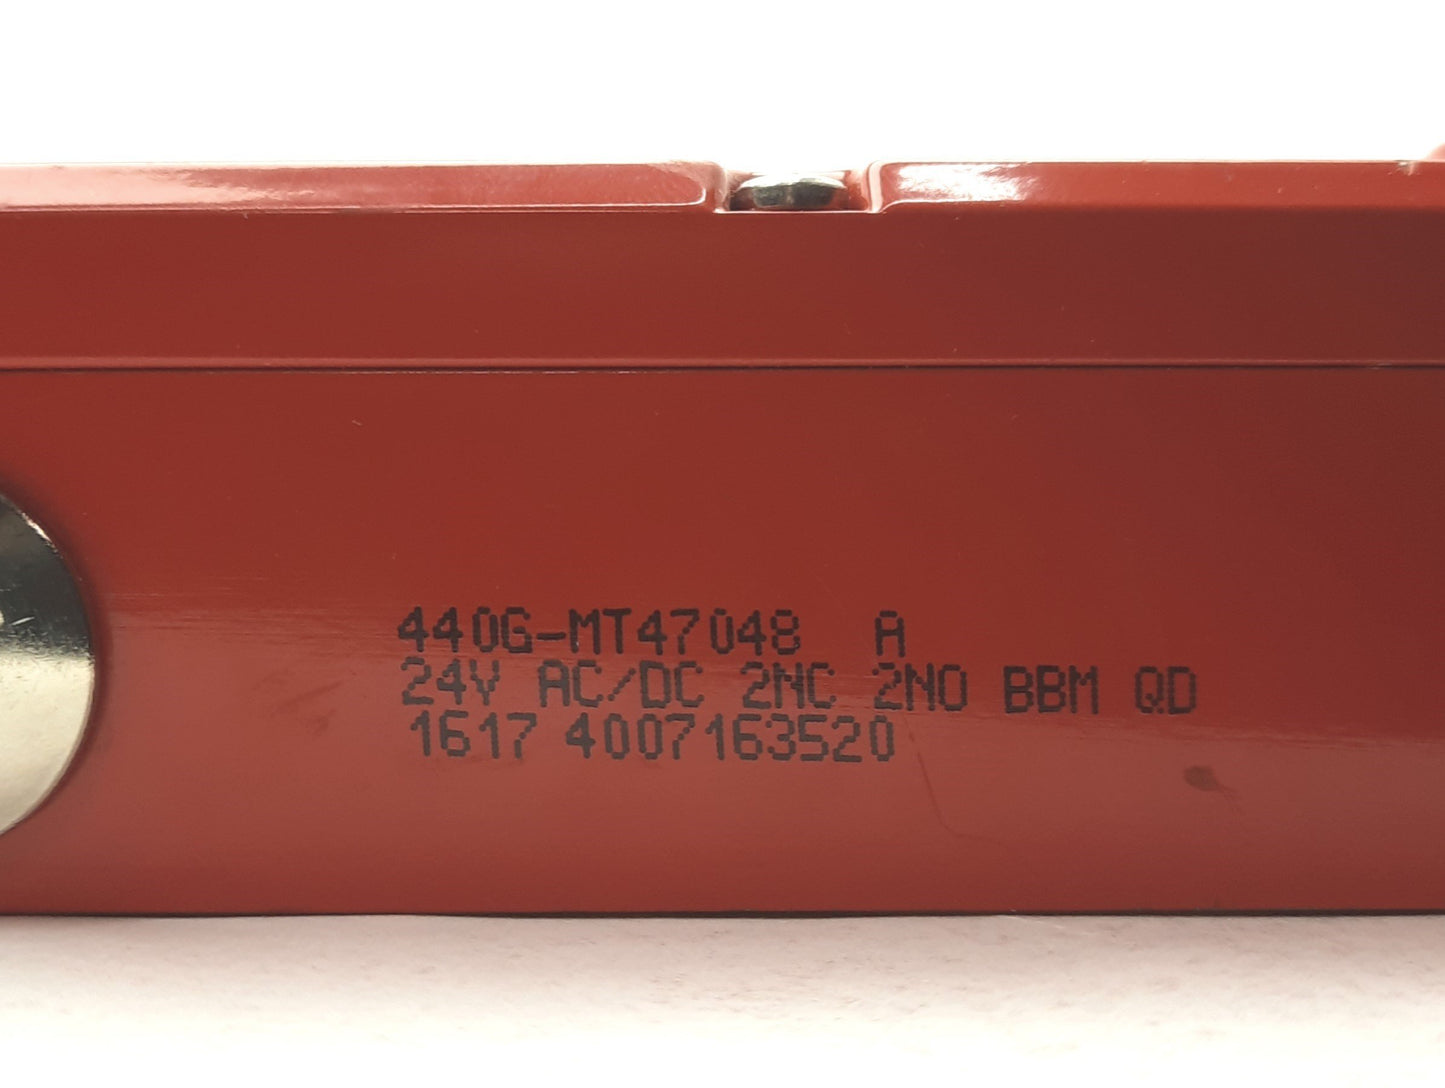 440G-MT47048 A
24V AC/DC 2NC 2NO BBM QD
1617 4007163520